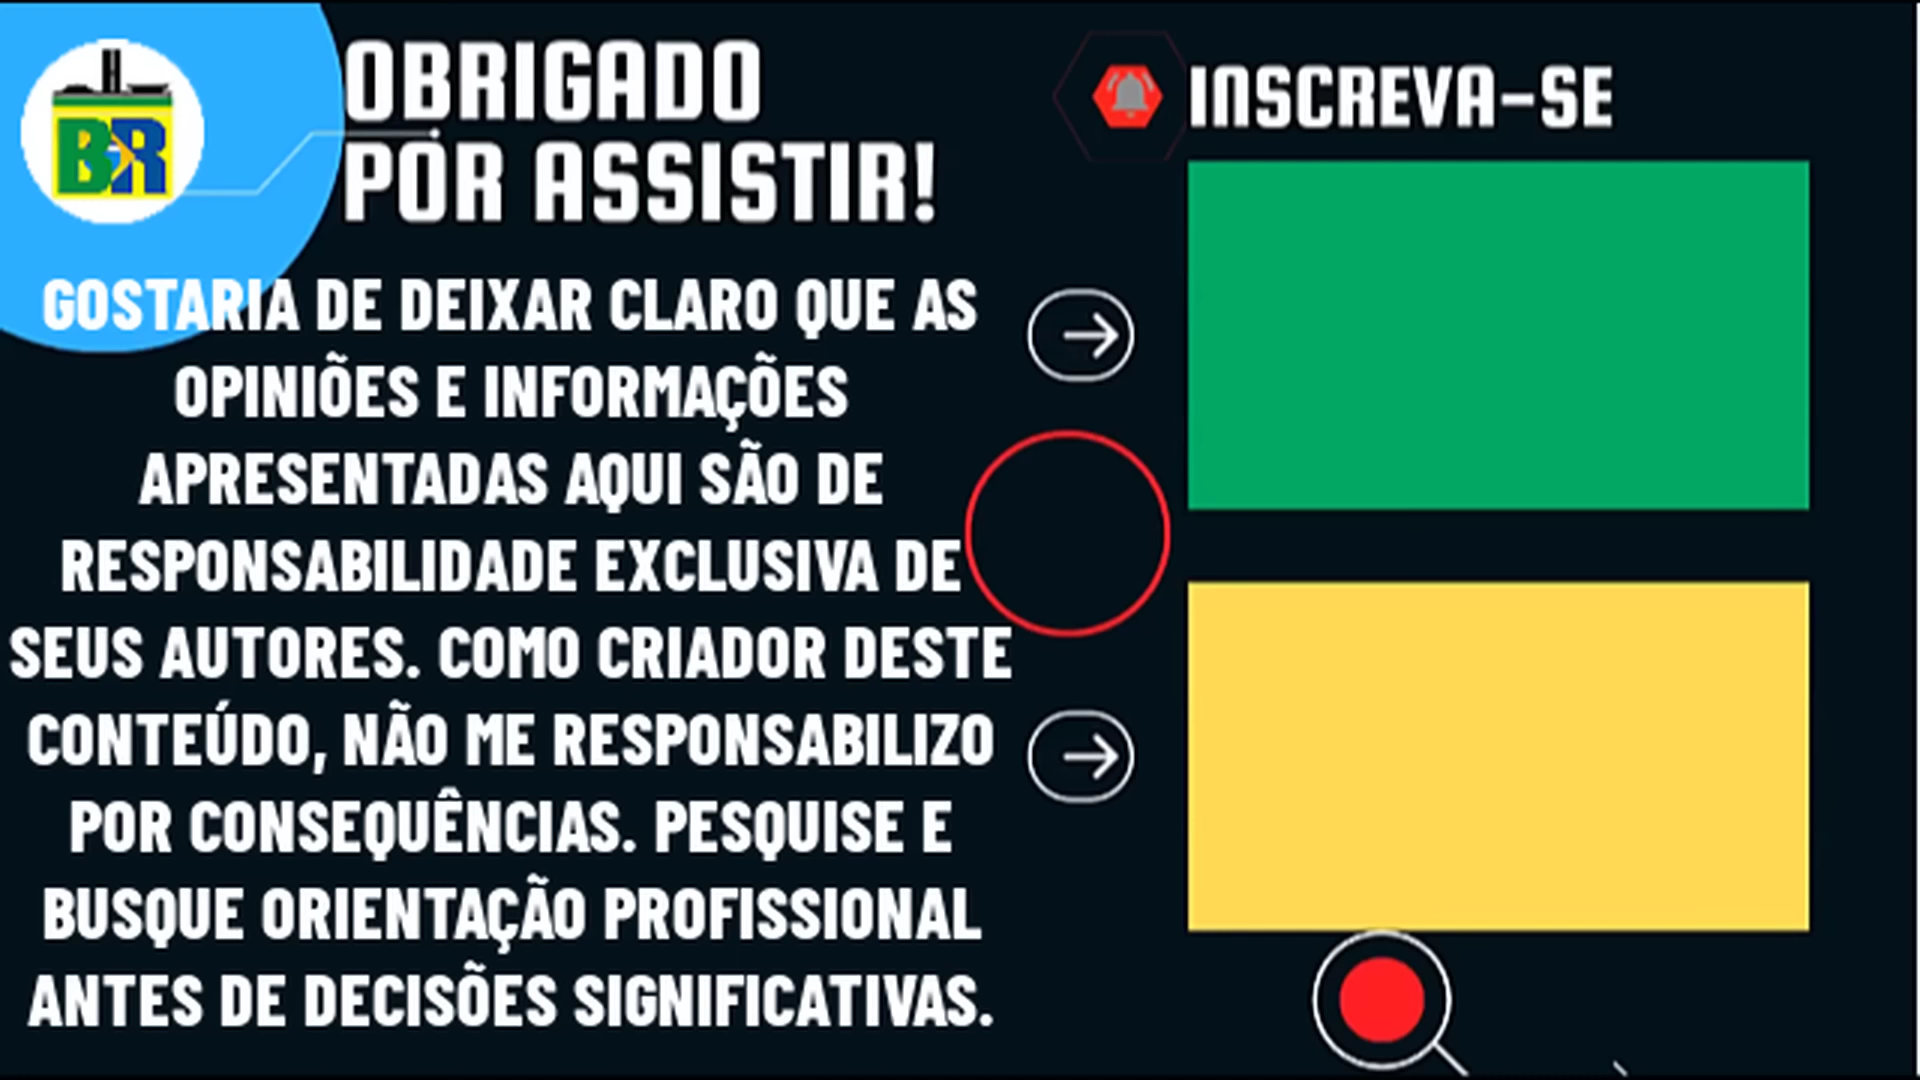 BR
OBRIGADO
POR ASSISTIR!
INSCREVA-SE
GOSTARIA DE DEIXAR CLARO QUE AS
OPINIÕES E INFORMAÇÕES
APRESENTADAS AQUI SÃO DE
RESPONSABILIDADE EXCLUSIVA DE
SEUS AUTORES. COMO CRIADOR DESTE
CONTEÚDO, NÃO ME RESPONSABILIZO
POR CONSEQUÊNCIAS. PESQUISE E
BUSQUE ORIENTAÇÃO PROFISSIONAL
ANTES DE DECISÕES SIGNIFICATIVAS.